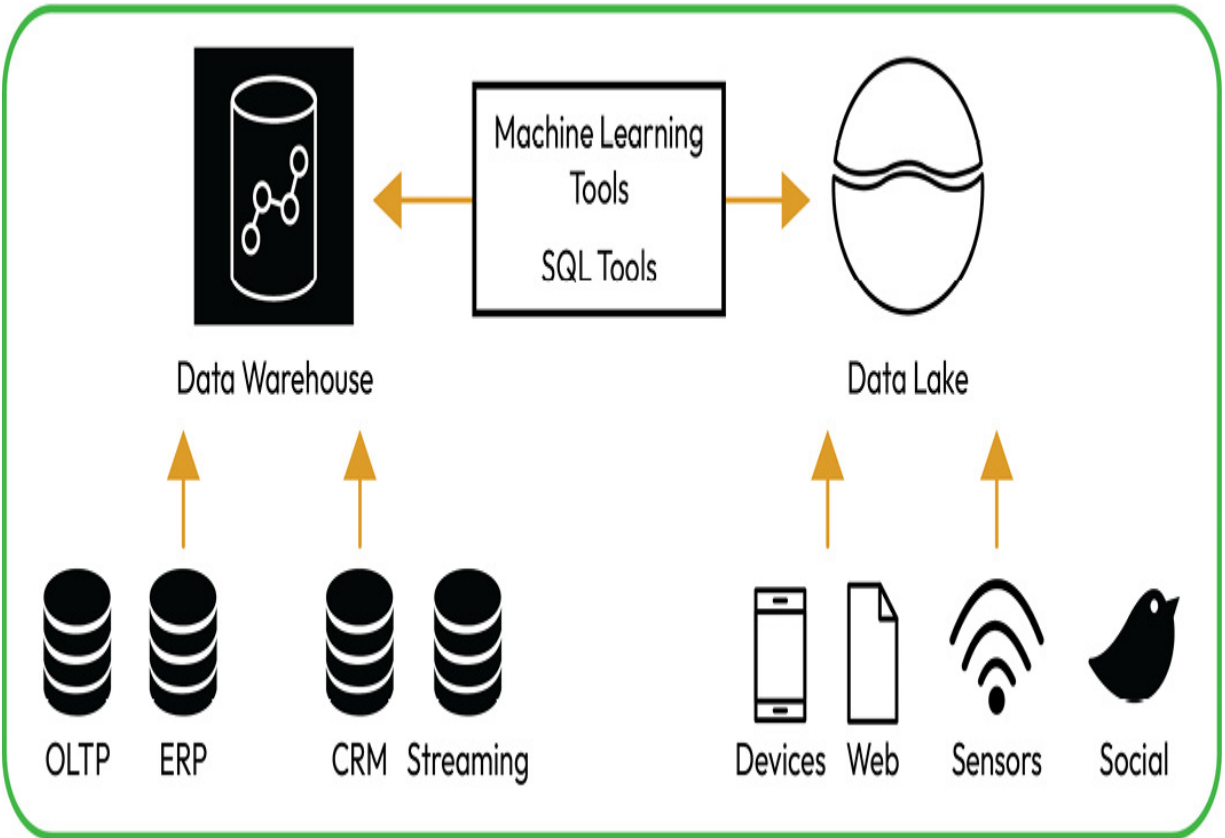 Machine Learning
Tools
SQL Tools
Data Warehouse
Data Lake
OLTP ERP CRM Streaming Devices Web Sensors Social